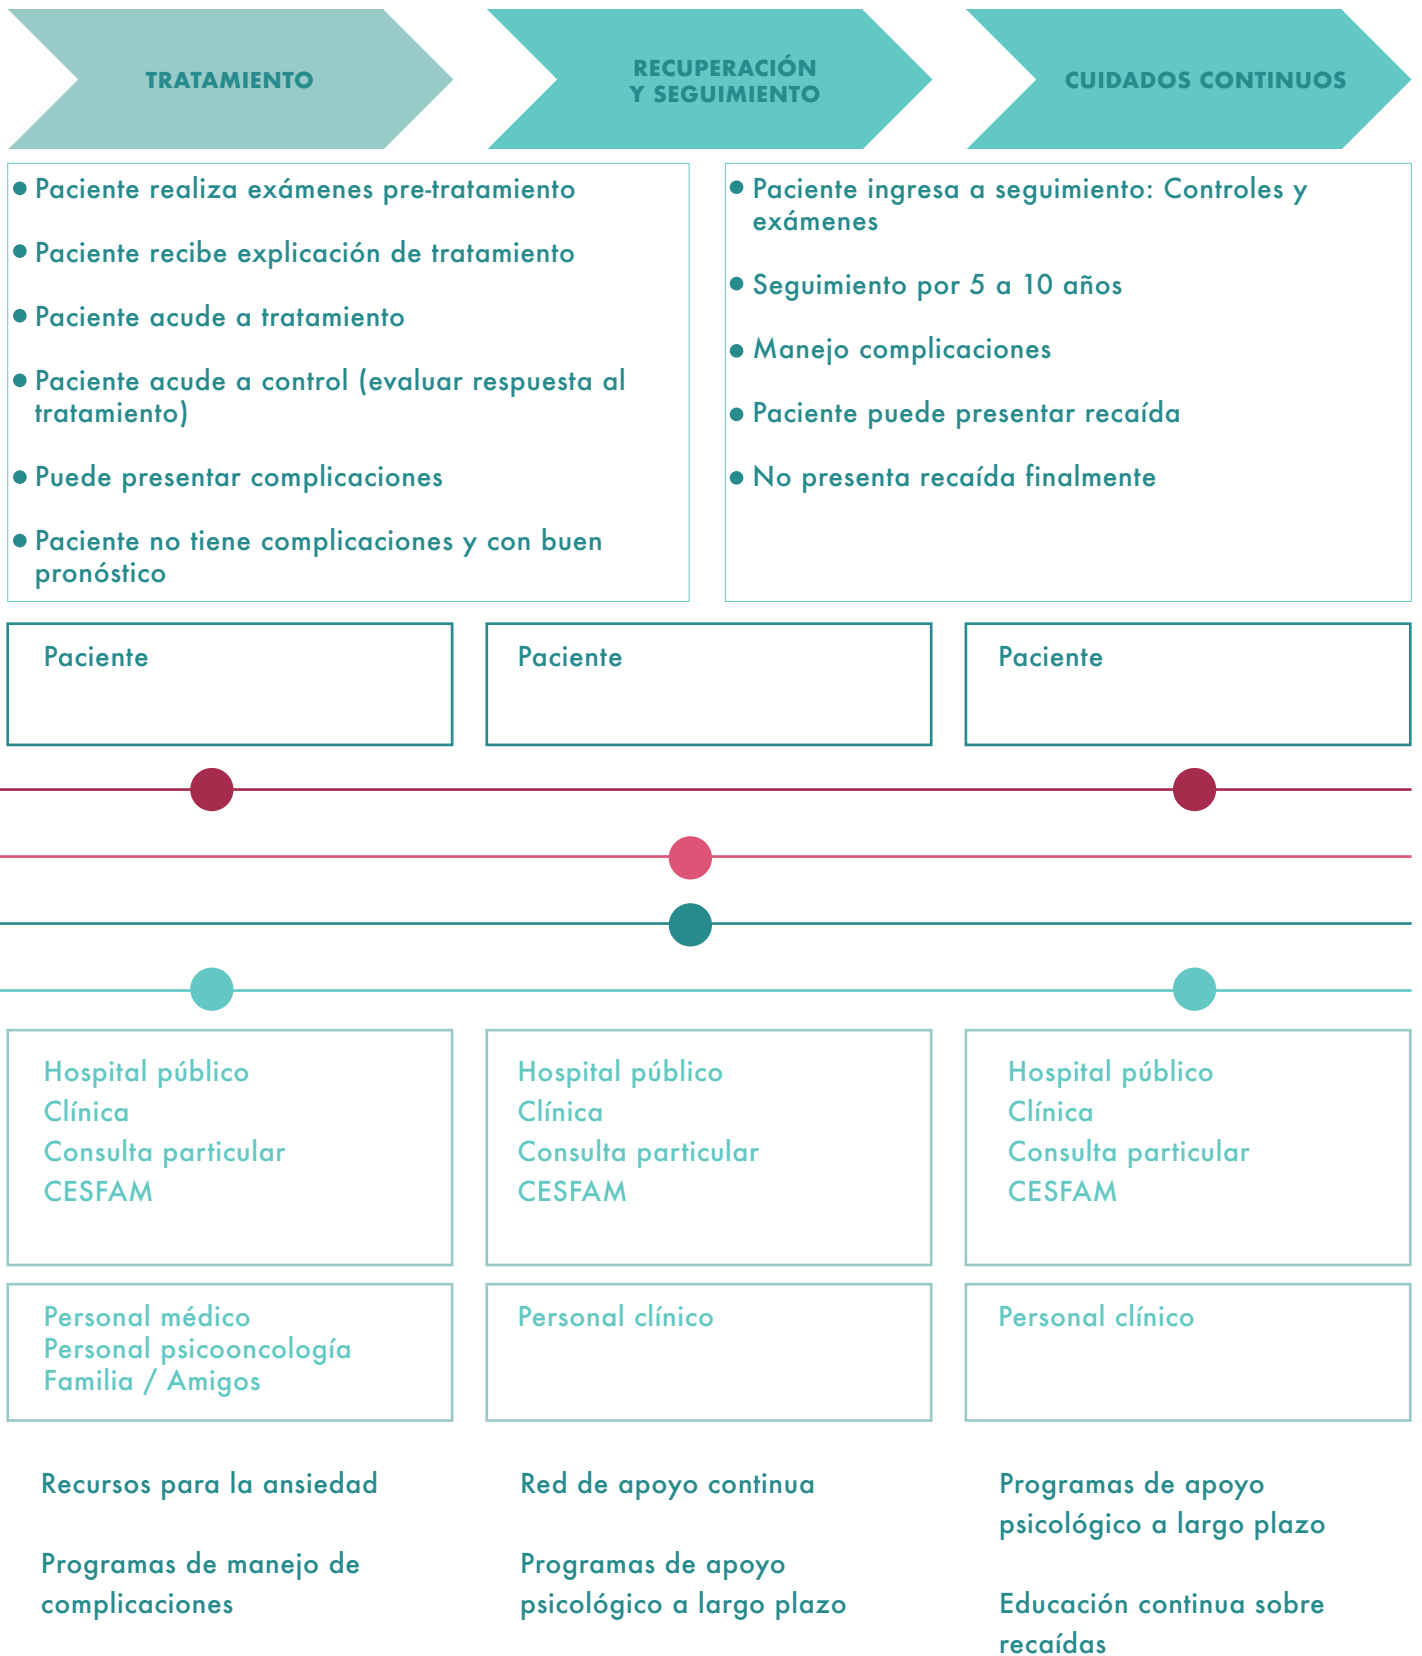 TRATAMIENTO
RECUPERACIÓN
Y SEGUIMIENTO
CUIDADOS CONTINUOS
Paciente realiza exámenes pre-tratamiento
Paciente recibe explicación de tratamiento
Paciente acude a tratamiento
Paciente acude a control (evaluar respuesta al
tratamiento)
Puede presentar complicaciones
Paciente no tiene complicaciones y con buen
pronóstico
Paciente ingresa a seguimiento: Controles y
exámenes
Seguimiento por 5 a 10 años
Manejo complicaciones
Paciente puede presentar recaída
No presenta recaída finalmente
Paciente
Paciente
Paciente
Hospital público
Clínica
Consulta particular
CESFAM
Hospital público
Clínica
Consulta particular
CESFAM
Hospital público
Clínica
Consulta particular
CESFAM
Personal médico
Personal psicooncología
Familia / Amigos
Personal clínico
Personal clínico
Recursos para la ansiedad
Programas de manejo de
complicaciones
Red de apoyo continua
Programas de apoyo
psicológico a largo plazo
Programas de apoyo
psicológico a largo plazo
Educación continua sobre
recaídas